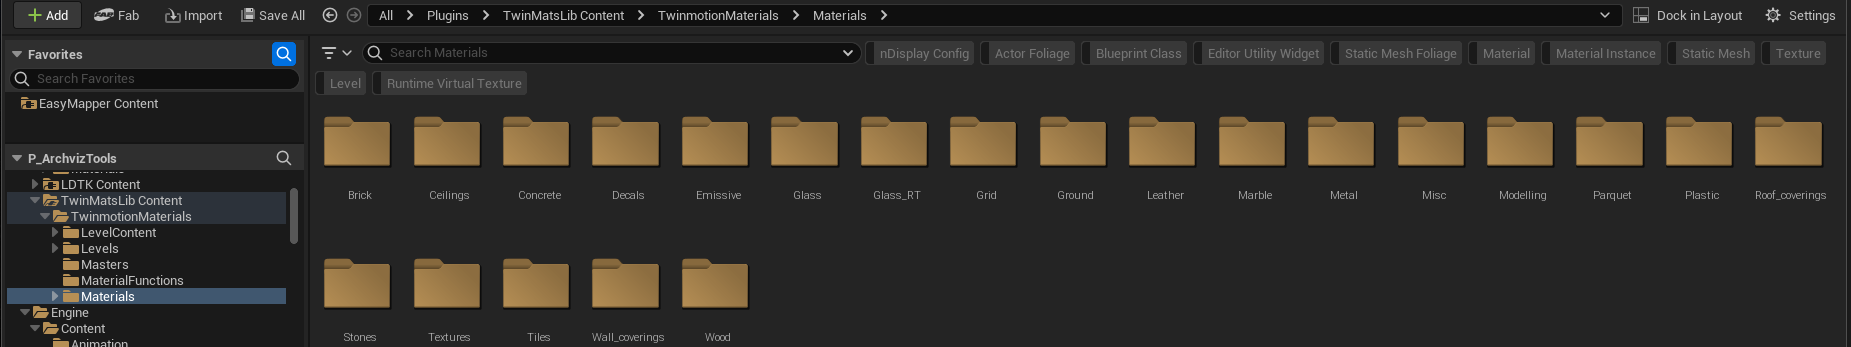 Add Fab Import Save All All Plugins TwinMatsLib Content TwinmotionMaterials Materials Dock in Layout Settings
Favorites
Search Favorites
EasyMapper Content
P_ArchvizTools
Materials
LDTK Content
TwinMatsLib Content
TwinmotionMaterials
LevelContent
Levels
Masters
MaterialFunctions
Materials
Engine
Content
Animation
Search Materials nDisplay Config Actor Foliage Blueprint Class Editor Utility Widget Static Mesh Foliage Material Material Instance Static Mesh Texture
Level Runtime Virtual Texture
Brick Ceilings Concrete Decals Emissive Glass Glass_RT Grid Ground Leather Marble Metal Misc Modelling Parquet Plastic Roof_coverings
Stones Textures Tiles Wall_coverings Wood